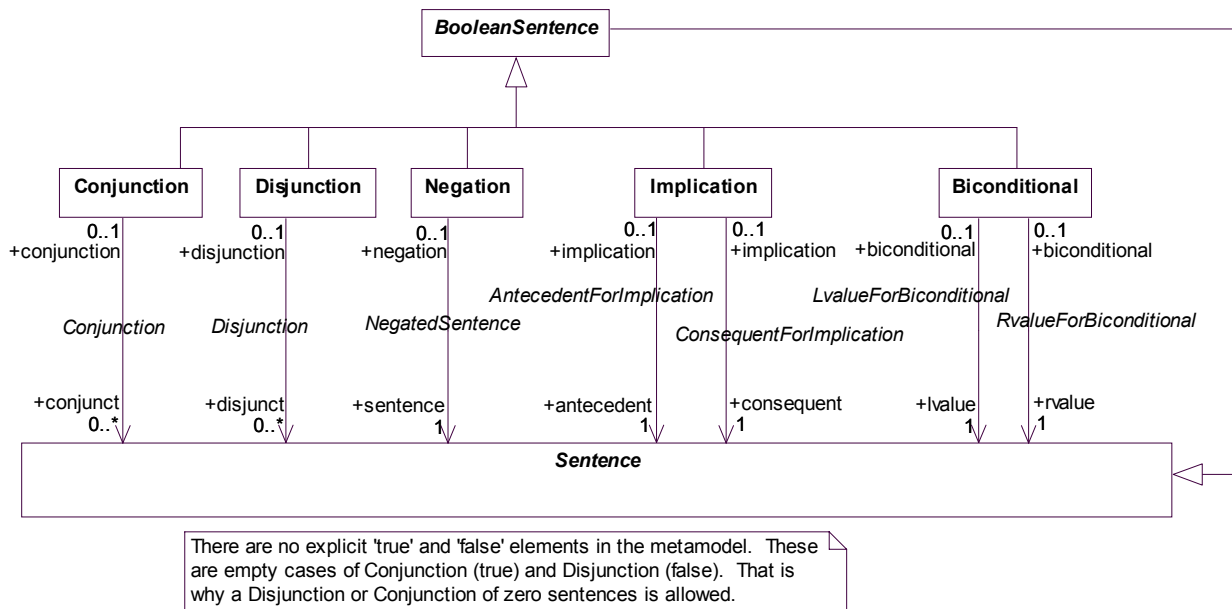 BooleanSentence
Conjunction
Disjunction
Negation
Implication
Biconditional
0..1
0..1
0..1
0..1
0..1
0..1
0..1
+conjunction
+disjunction
+negation
+implication
+implication
+biconditional
+biconditional
AntecedentForImplication
LvalueForBiconditional
Conjunction
Disjunction
NegatedSentence
ConsequentForImplication
RvalueForBiconditional
+conjunct
+disjunct
+sentence
+antecedent
+consequent
+lvalue
+rvalue
0..*
0..*
1
1
1
1
1
Sentence
There are no explicit 'true' and 'false' elements in the metamodel. These
are empty cases of Conjunction (true) and Disjunction (false). That is
why a Disjunction or Conjunction of zero sentences is allowed.